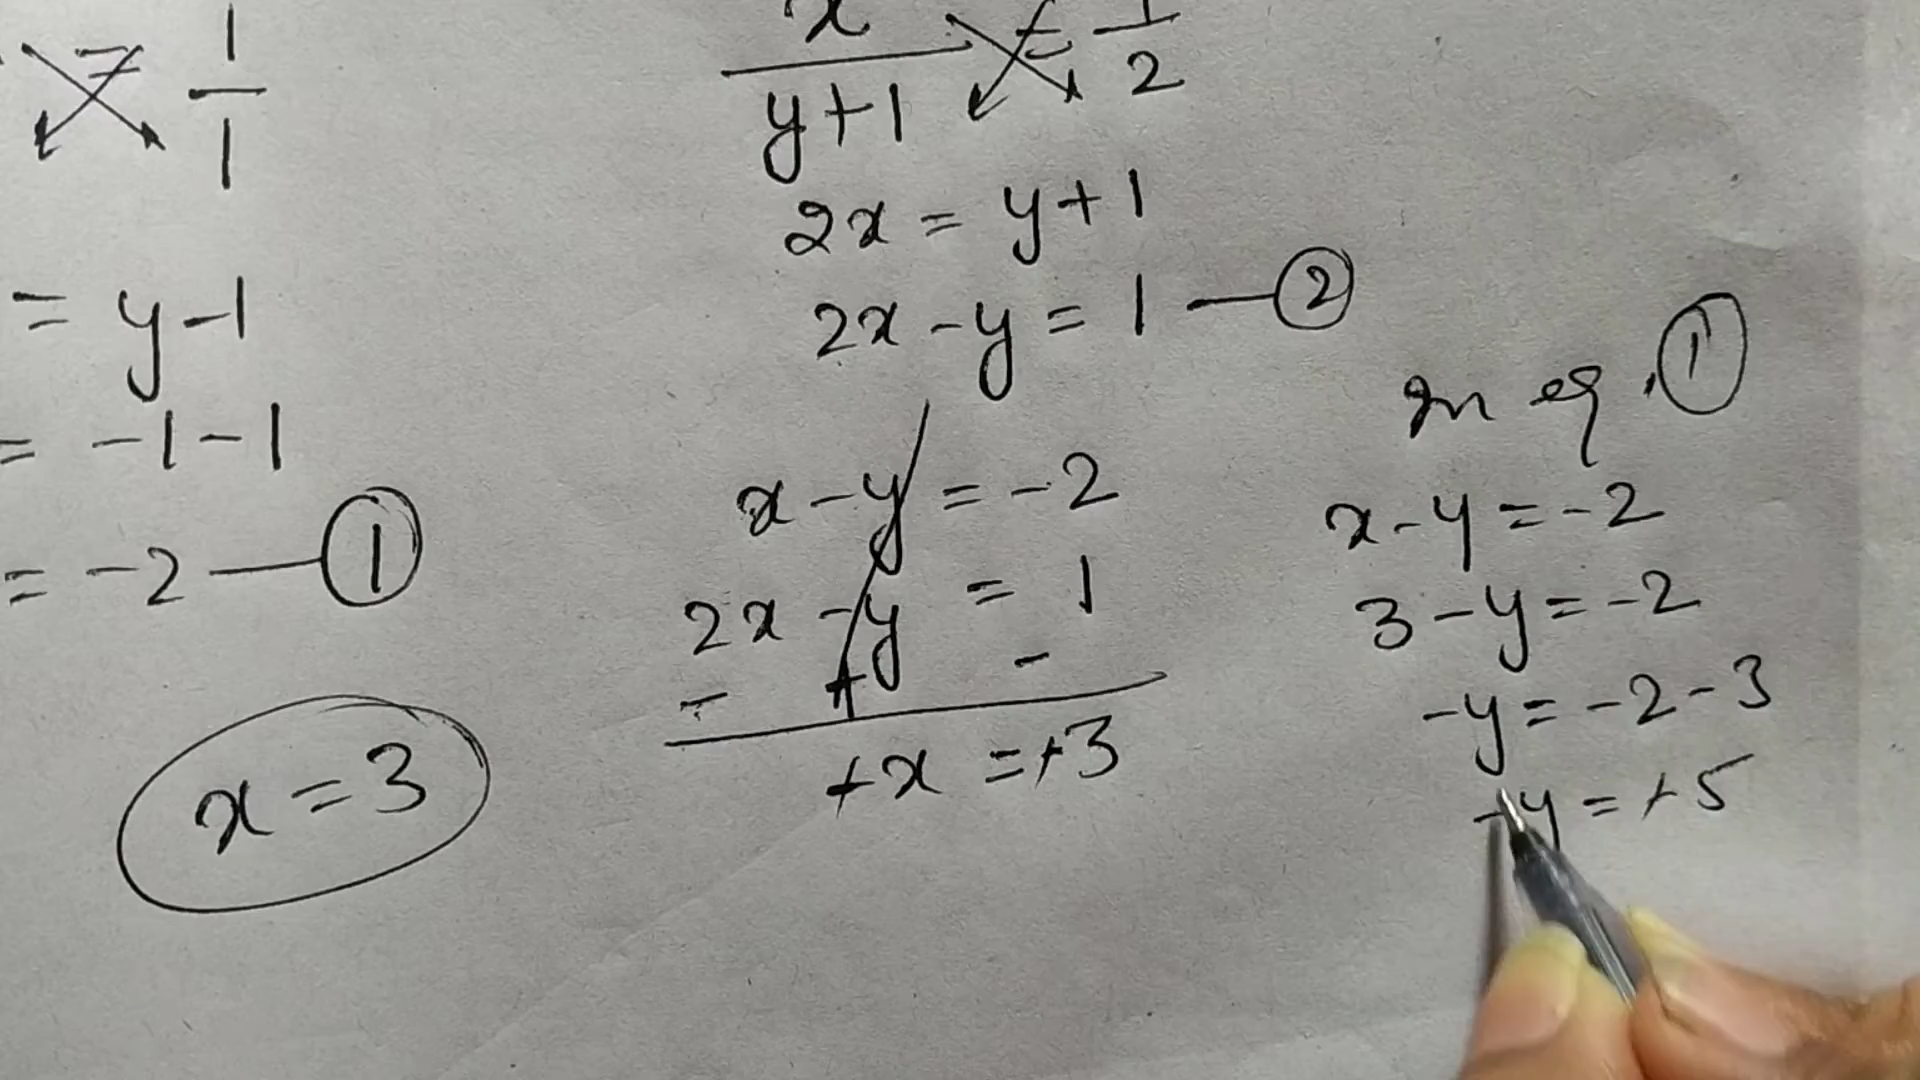 = 1/1
= y-1
= -1-1
= -2 — ①
x = 3
x/(y+1) = 1/2
2x = y+1
2x - y = 1 — ②
x - y = -2
2x - y = 1
- + -
+x = +3
In eq. ①
x - y = -2
3 - y = -2
-y = -2 - 3
-y = +5